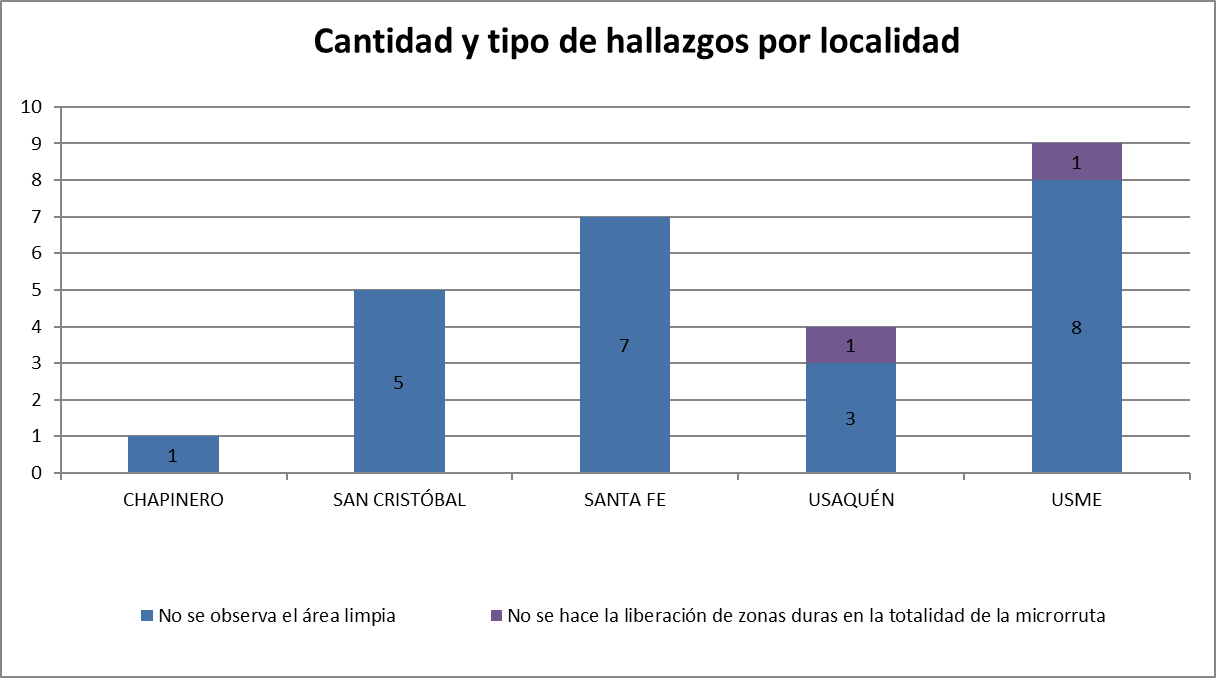 Cantidad y tipo de hallazgos por localidad
10
9
8
7
6
5
4
3
2
1
0
1
5
7
1
3
1
8
CHAPINERO
SAN CRISTÓBAL
SANTA FE
USAQUÉN
USME
No se observa el área limpia
No se hace la liberación de zonas duras en la totalidad de la microrruta